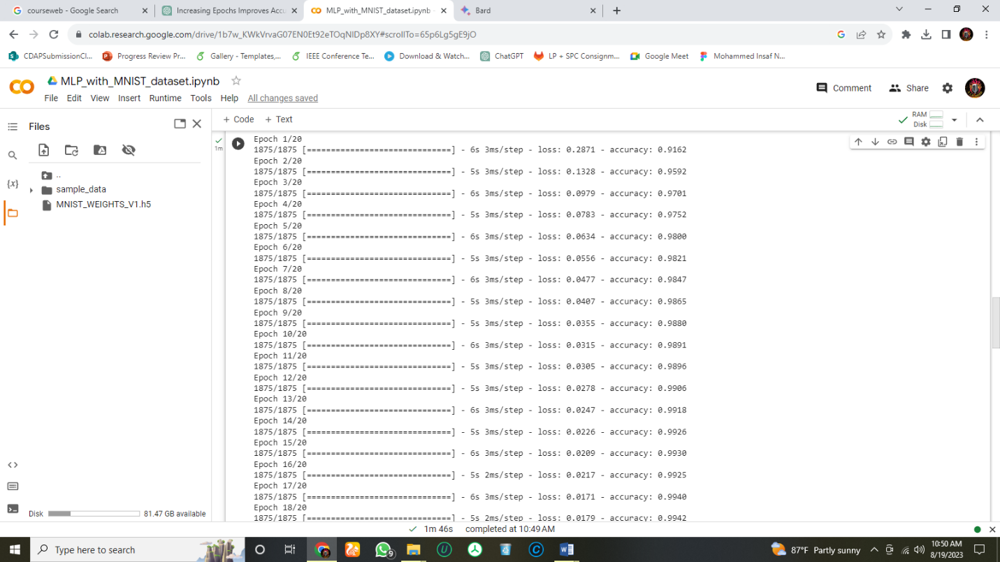 courseweb - Google Search
Increasing Epochs Improves Accu
MLP_with_MNIST_dataset.ipynb -
Bard
colab.research.google.com/drive/1b7w_KWkVrvaG07EN0Et92eTOqNIDp8XY#scrollTo=65p6Lg5gE9jO
CDAPSubmissionCl...
Progress Review Pr...
Gallery - Templates,...
IEEE Conference Te...
Download & Watch...
ChatGPT
LP + SPC Consignm...
Google Meet
Mohammed Insaf N...
MLP_with_MNIST_dataset.ipynb
File Edit View Insert Runtime Tools Help All changes saved
Comment
Share
Files
+ Code + Text
RAM
Disk
..
sample_data
MNIST_WEIGHTS_V1.h5
{x}
<>
Disk 81.47 GB available
1m
Epoch 1/20
1875/1875 [==============================] - 6s 3ms/step - loss: 0.2871 - accuracy: 0.9162
Epoch 2/20
1875/1875 [==============================] - 5s 3ms/step - loss: 0.1328 - accuracy: 0.9592
Epoch 3/20
1875/1875 [==============================] - 6s 3ms/step - loss: 0.0979 - accuracy: 0.9701
Epoch 4/20
1875/1875 [==============================] - 5s 3ms/step - loss: 0.0783 - accuracy: 0.9752
Epoch 5/20
1875/1875 [==============================] - 6s 3ms/step - loss: 0.0634 - accuracy: 0.9800
Epoch 6/20
1875/1875 [==============================] - 5s 3ms/step - loss: 0.0556 - accuracy: 0.9821
Epoch 7/20
1875/1875 [==============================] - 6s 3ms/step - loss: 0.0477 - accuracy: 0.9847
Epoch 8/20
1875/1875 [==============================] - 5s 3ms/step - loss: 0.0407 - accuracy: 0.9865
Epoch 9/20
1875/1875 [==============================] - 5s 3ms/step - loss: 0.0355 - accuracy: 0.9880
Epoch 10/20
1875/1875 [==============================] - 6s 3ms/step - loss: 0.0315 - accuracy: 0.9891
Epoch 11/20
1875/1875 [==============================] - 5s 3ms/step - loss: 0.0305 - accuracy: 0.9896
Epoch 12/20
1875/1875 [==============================] - 5s 3ms/step - loss: 0.0278 - accuracy: 0.9906
Epoch 13/20
1875/1875 [==============================] - 6s 3ms/step - loss: 0.0247 - accuracy: 0.9918
Epoch 14/20
1875/1875 [==============================] - 5s 3ms/step - loss: 0.0226 - accuracy: 0.9926
Epoch 15/20
1875/1875 [==============================] - 6s 3ms/step - loss: 0.0209 - accuracy: 0.9930
Epoch 16/20
1875/1875 [==============================] - 5s 2ms/step - loss: 0.0217 - accuracy: 0.9925
Epoch 17/20
1875/1875 [==============================] - 6s 3ms/step - loss: 0.0171 - accuracy: 0.9940
Epoch 18/20
1875/1875 [==============================] - 5s 2ms/step - loss: 0.0179 - accuracy: 0.9942
1m 46s completed at 10:49 AM
Type here to search
9
87°F Partly sunny
10:50 AM
8/19/2023